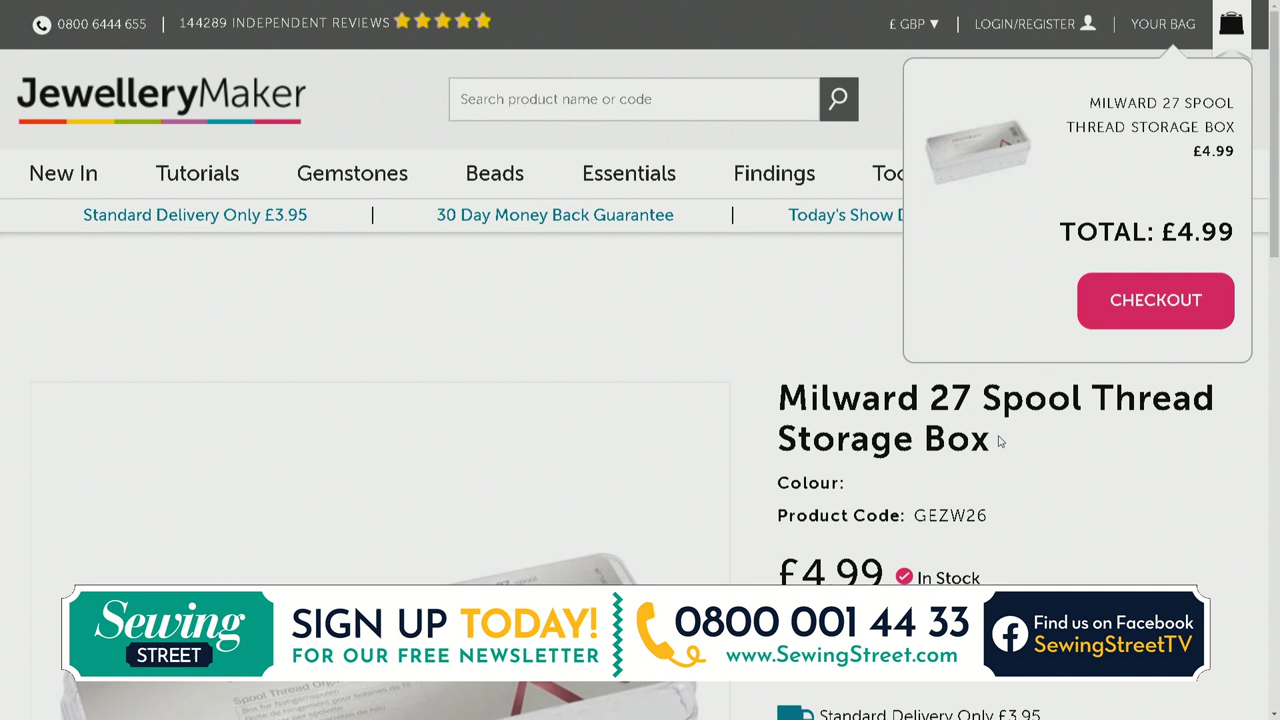 0800 6444 655 | 144289 INDEPENDENT REVIEWS
£ GBP ▼ | LOGIN/REGISTER | YOUR BAG
JewelleryMaker
Search product name or code
MILWARD 27 SPOOL
THREAD STORAGE BOX
£4.99
TOTAL: £4.99
CHECKOUT
New In Tutorials Gemstones Beads Essentials Findings
Standard Delivery Only £3.95 | 30 Day Money Back Guarantee | Today's Show
Milward 27 Spool Thread
Storage Box
Colour:
Product Code: GEZW26
£4.99 In Stock
Sewing
STREET
SIGN UP TODAY!
FOR OUR FREE NEWSLETTER
0800 001 44 33
www.SewingStreet.com
Find us on Facebook
SewingStreetTV
Standard Delivery Only £3.95